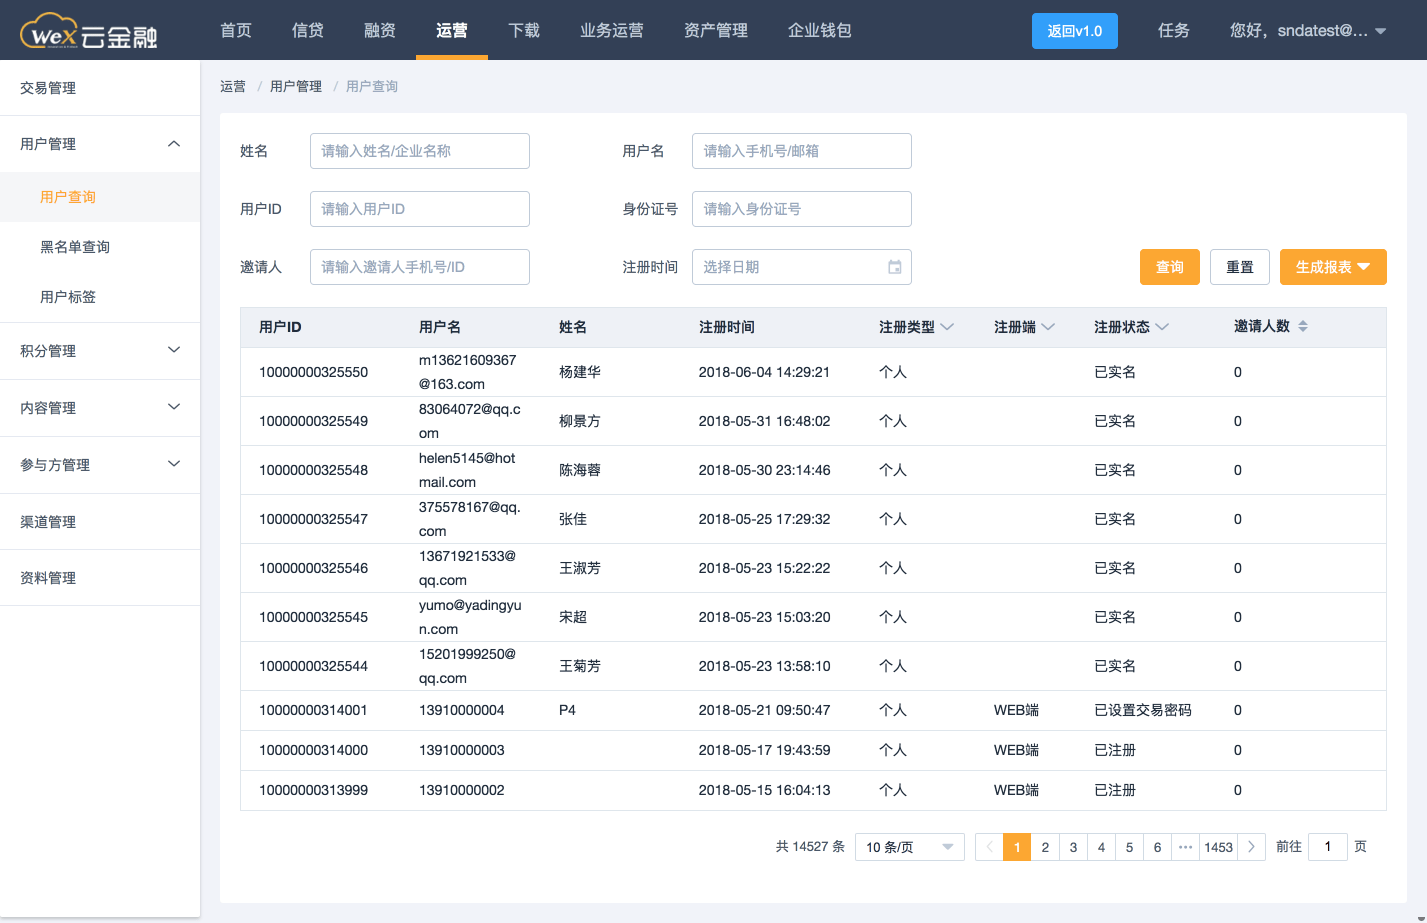 WeX云金融 首页 信贷 融资 运营 下载 业务运营 资产管理 企业钱包 返回v1.0 任务 您好，sndatest@...
交易管理
用户管理
用户查询
黑名单查询
用户标签
积分管理
内容管理
参与方管理
渠道管理
资料管理
运营 / 用户管理 / 用户查询
姓名 请输入姓名/企业名称 用户名 请输入手机号/邮箱
用户ID 请输入用户ID 身份证号 请输入身份证号
邀请人 请输入邀请人手机号/ID 注册时间 选择日期 查询 重置 生成报表
用户ID 用户名 姓名 注册时间 注册类型 注册端 注册状态 邀请人数
10000000325550 m13621609367 杨建华 2018-06-04 14:29:21 个人 已实名 0
@163.com
10000000325549 83064072@qq.c 柳景方 2018-05-31 16:48:02 个人 已实名 0
om
10000000325548 helen5145@hot 陈海蓉 2018-05-30 23:14:46 个人 已实名 0
mail.com
10000000325547 375578167@qq. 张佳 2018-05-25 17:29:32 个人 已实名 0
com
10000000325546 13671921533@ 王淑芳 2018-05-23 15:22:22 个人 已实名 0
qq.com
10000000325545 yumo@yadingyu 宋超 2018-05-23 15:03:20 个人 已实名 0
n.com
10000000325544 15201999250@ 王菊芳 2018-05-23 13:58:10 个人 已实名 0
qq.com
10000000314001 13910000004 P4 2018-05-21 09:50:47 个人 WEB端 已设置交易密码 0
10000000314000 13910000003 2018-05-17 19:43:59 个人 WEB端 已注册 0
10000000313999 13910000002 2018-05-15 16:04:13 个人 WEB端 已注册 0
共 14527 条 10 条/页 1 2 3 4 5 6 ··· 1453 前往 1 页